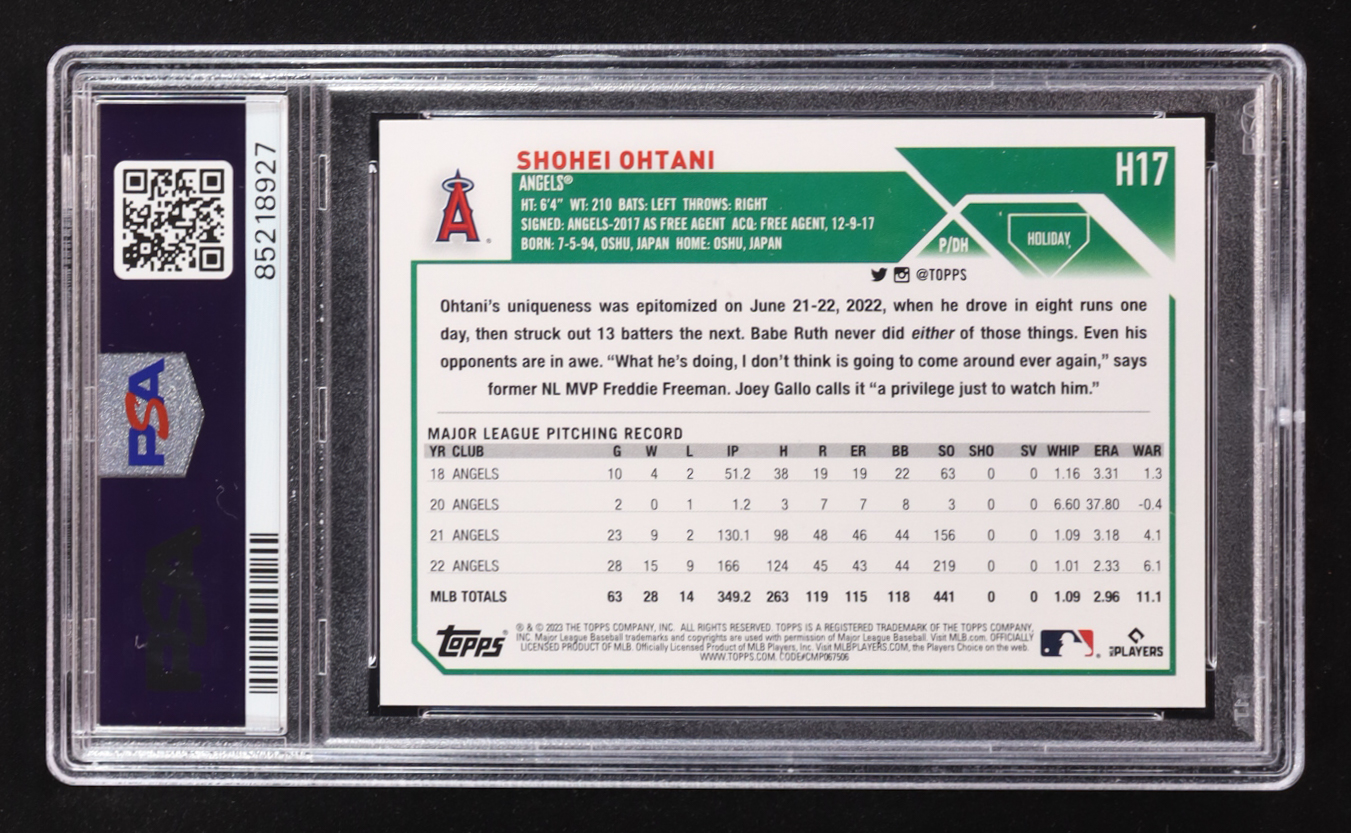 85218927
PSA
PSA
SHOHEI OHTANI
H17
ANGELS®
HT: 6'4" WT: 210 BATS: LEFT THROWS: RIGHT
SIGNED: ANGELS-2017 AS FREE AGENT ACQ: FREE AGENT, 12-9-17
BORN: 7-5-94, OSHU, JAPAN HOME: OSHU, JAPAN
P/DH
HOLIDAY
@TOPPS
Ohtani's uniqueness was epitomized on June 21-22, 2022, when he drove in eight runs one
day, then struck out 13 batters the next. Babe Ruth never did either of those things. Even his
opponents are in awe. "What he's doing, I don't think is going to come around ever again," says
former NL MVP Freddie Freeman. Joey Gallo calls it "a privilege just to watch him."
MAJOR LEAGUE PITCHING RECORD
YR CLUB G W L IP H R ER BB SO SHO SV WHIP ERA WAR
18 ANGELS 10 4 2 51.2 38 19 19 22 63 0 0 1.16 3.31 1.3
20 ANGELS 2 0 1 1.2 3 7 7 8 3 0 0 6.60 37.80 -0.4
21 ANGELS 23 9 2 130.1 98 48 46 44 156 0 0 1.09 3.18 4.1
22 ANGELS 28 15 9 166 124 45 43 44 219 0 0 1.01 2.33 6.1
MLB TOTALS 63 28 14 349.2 263 119 115 118 441 0 0 1.09 2.96 11.1
topps®
® & © 2023 THE TOPPS COMPANY, INC. ALL RIGHTS RESERVED. TOPPS IS A REGISTERED TRADEMARK OF THE TOPPS COMPANY,
INC. Major League Baseball trademarks and copyrights are used with permission of Major League Baseball. Visit MLB.com. OFFICIALLY
LICENSED PRODUCT OF MLB. Officially Licensed Product of MLB Players, Inc. Visit MLBPLAYERS.COM, the Players Choice on the web.
WWW.TOPPS.COM. CODE#CMP067506
MLB PLAYERS